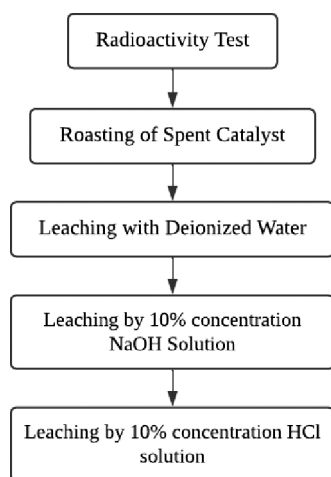 Radioactivity Test
Roasting of Spent Catalyst
Leaching with Deionized Water
Leaching by 10% concentration
NaOH Solution
Leaching by 10% concentration HCl
solution